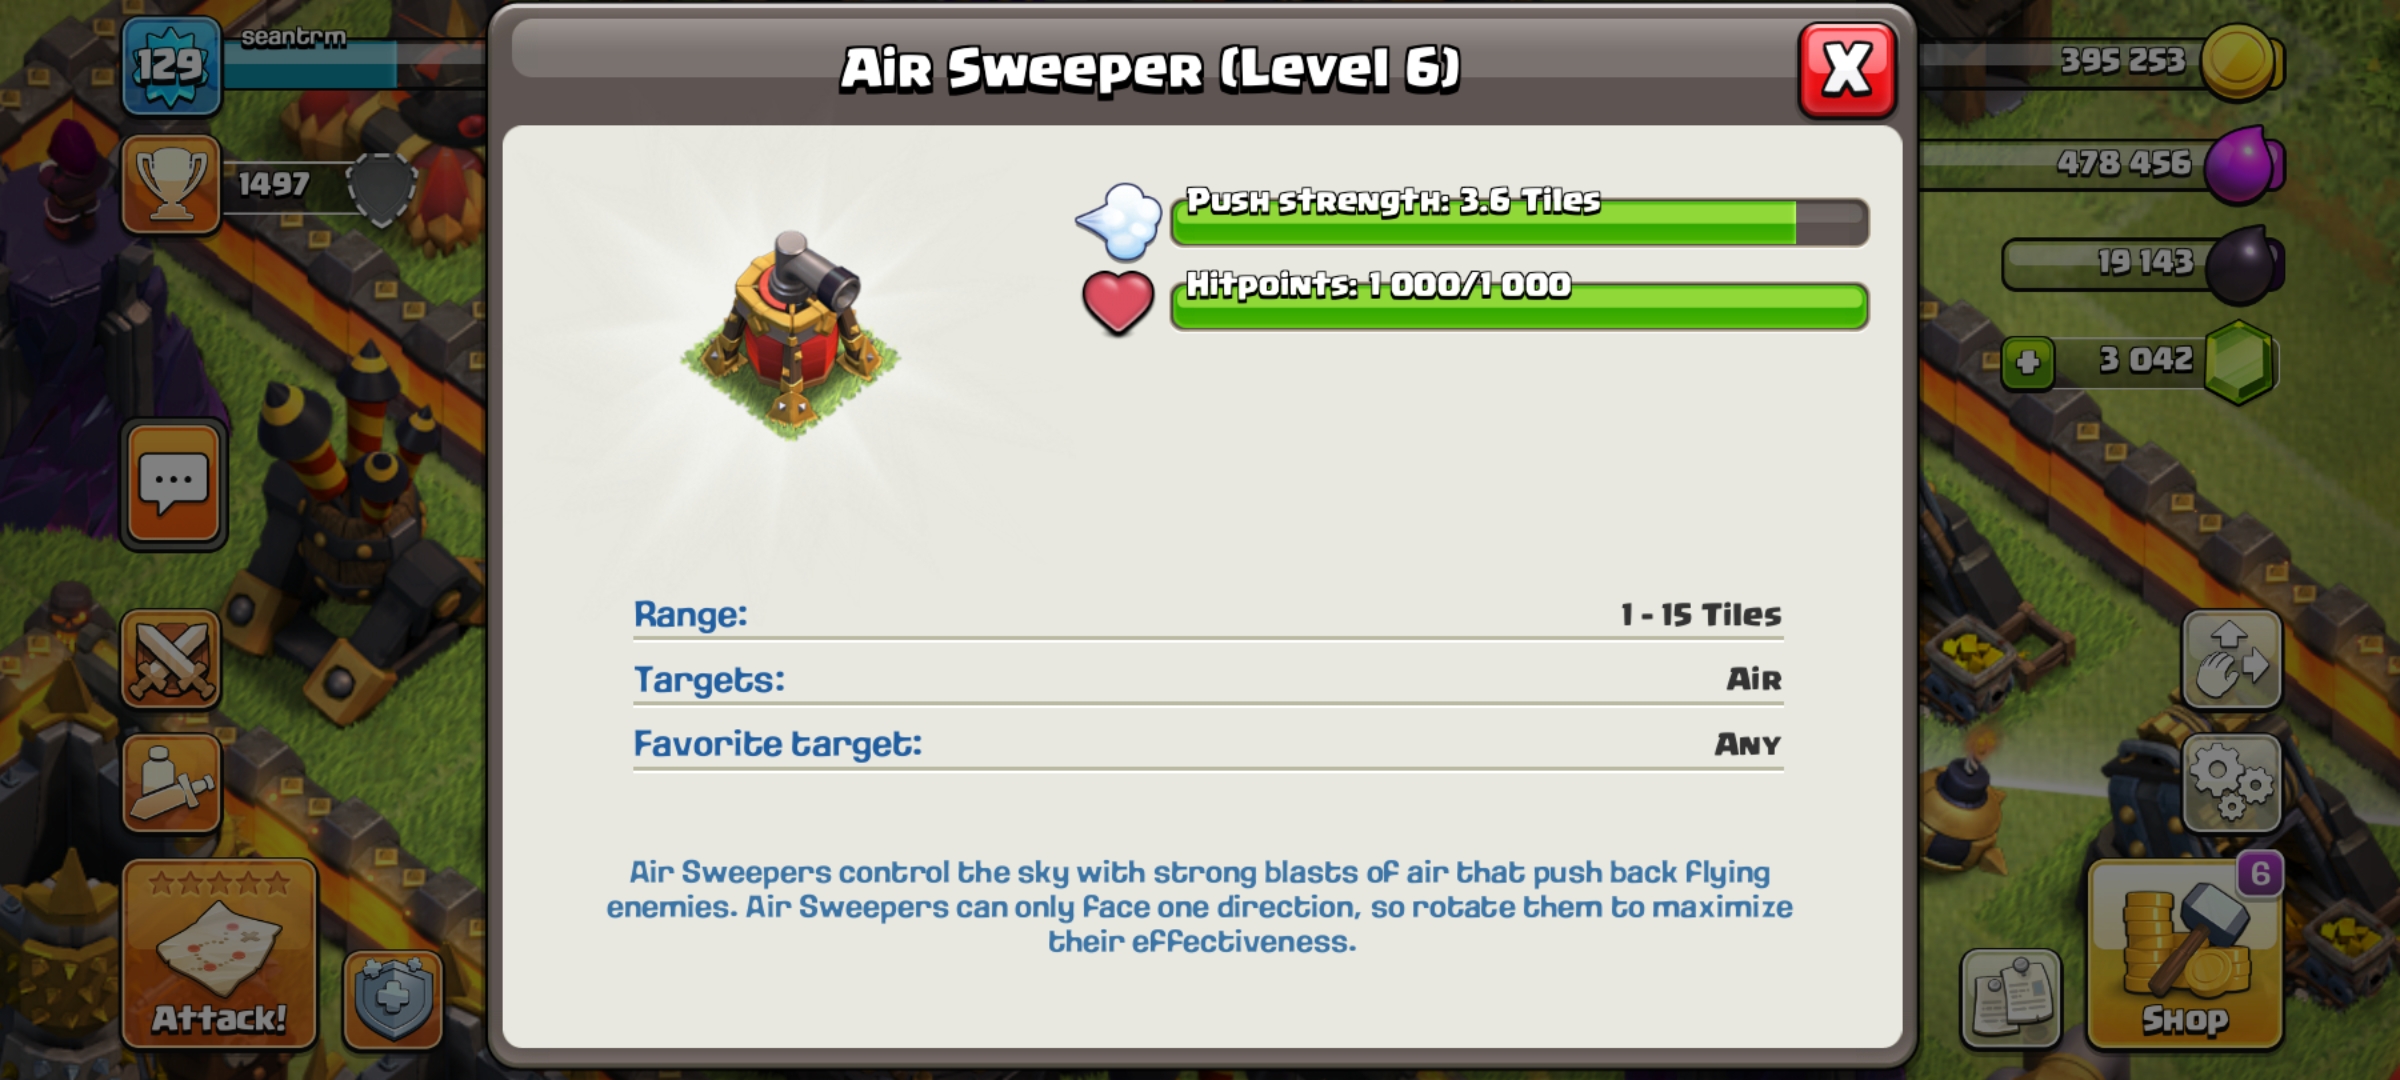 129
seantrm
1497
Air Sweeper (Level 6)
X
395 253
478 456
19 143
3 042
Push strength: 3.6 Tiles
Hitpoints: 1 000/1 000
Range: 1 - 15 Tiles
Targets: Air
Favorite target: Any
Air Sweepers control the sky with strong blasts of air that push back flying
enemies. Air Sweepers can only face one direction, so rotate them to maximize
their effectiveness.
Attack!
6
Shop